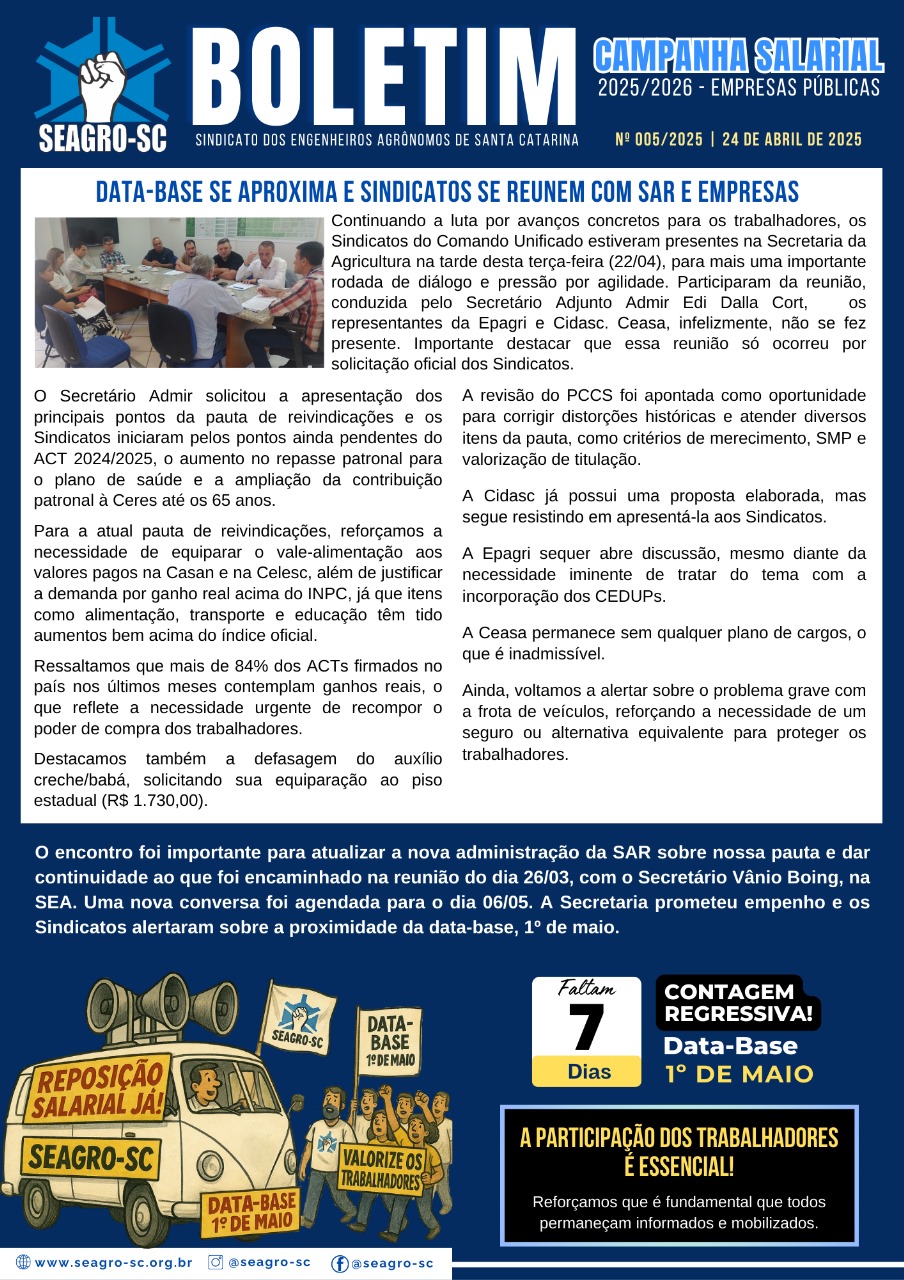 SEAGRO-SC
BOLETIM
SINDICATO DOS ENGENHEIROS AGRÔNOMOS DE SANTA CATARINA
CAMPANHA SALARIAL
2025/2026 - EMPRESAS PÚBLICAS
Nº 005/2025 | 24 DE ABRIL DE 2025
DATA-BASE SE APROXIMA E SINDICATOS SE REUNEM COM SAR E EMPRESAS
Continuando a luta por avanços concretos para os trabalhadores, os
Sindicatos do Comando Unificado estiveram presentes na Secretaria da
Agricultura na tarde desta terça-feira (22/04), para mais uma importante
rodada de diálogo e pressão por agilidade. Participaram da reunião,
conduzida pelo Secretário Adjunto Admir Edi Dalla Cort, os
representantes da Epagri e Cidasc. Ceasa, infelizmente, não se fez
presente. Importante destacar que essa reunião só ocorreu por
solicitação oficial dos Sindicatos.
O Secretário Admir solicitou a apresentação dos
principais pontos da pauta de reivindicações e os
Sindicatos iniciaram pelos pontos ainda pendentes do
ACT 2024/2025, o aumento no repasse patronal para
o plano de saúde e a ampliação da contribuição
patronal à Ceres até os 65 anos.
Para a atual pauta de reivindicações, reforçamos a
necessidade de equiparar o vale-alimentação aos
valores pagos na Casan e na Celesc, além de justificar
a demanda por ganho real acima do INPC, já que itens
como alimentação, transporte e educação têm tido
aumentos bem acima do índice oficial.
Ressaltamos que mais de 84% dos ACTs firmados no
país nos últimos meses contemplam ganhos reais, o
que reflete a necessidade urgente de recompor o
poder de compra dos trabalhadores.
Destacamos também a defasagem do auxílio
creche/babá, solicitando sua equiparação ao piso
estadual (R$ 1.730,00).
A revisão do PCCS foi apontada como oportunidade
para corrigir distorções históricas e atender diversos
itens da pauta, como critérios de merecimento, SMP e
valorização de titulação.
A Cidasc já possui uma proposta elaborada, mas
segue resistindo em apresentá-la aos Sindicatos.
A Epagri sequer abre discussão, mesmo diante da
necessidade iminente de tratar do tema com a
incorporação dos CEDUPs.
A Ceasa permanece sem qualquer plano de cargos, o
que é inadmissível.
Ainda, voltamos a alertar sobre o problema grave com
a frota de veículos, reforçando a necessidade de um
seguro ou alternativa equivalente para proteger os
trabalhadores.
O encontro foi importante para atualizar a nova administração da SAR sobre nossa pauta e dar
continuidade ao que foi encaminhado na reunião do dia 26/03, com o Secretário Vânio Boing, na
SEA. Uma nova conversa foi agendada para o dia 06/05. A Secretaria prometeu empenho e os
Sindicatos alertaram sobre a proximidade da data-base, 1º de maio.
SEAGRO-SC
DATA-
BASE
1º DE MAIO
REPOSIÇÃO
SALARIAL JÁ!
SEAGRO-SC
VALORIZE OS
TRABALHADORES
DATA-BASE
1º DE MAIO
Faltam
7
Dias
CONTAGEM
REGRESSIVA!
Data-Base
1º DE MAIO
A PARTICIPAÇÃO DOS TRABALHADORES
É ESSENCIAL!
Reforçamos que é fundamental que todos
permaneçam informados e mobilizados.
www.seagro-sc.org.br @seagro-sc @seagro-sc